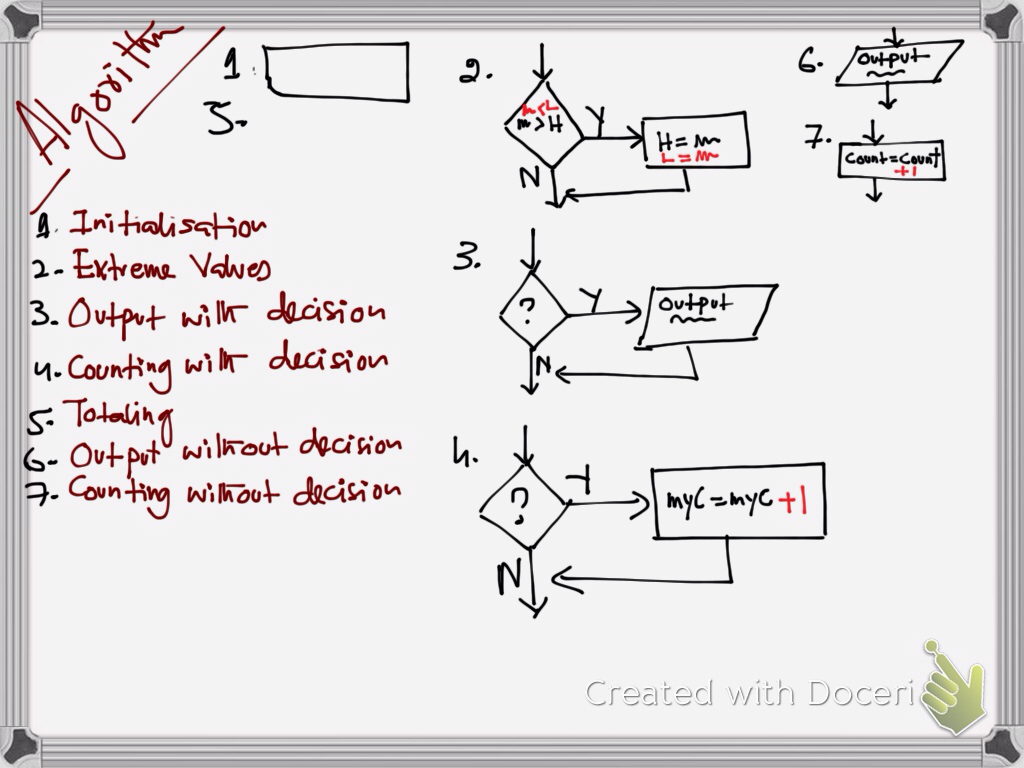 Algorithm
1.
5.
2.
m<L
m>H
Y
N
H=m
L=m
6.
Output
7.
Count=Count
+1
1. Initialisation
2. Extreme Values
3. Output with decision
4. Counting with decision
5. Totaling
6. Output without decision
7. Counting without decision
3.
?
Y
N
Output
4.
?
Y
N
myC=myC+1
Created with Doceri